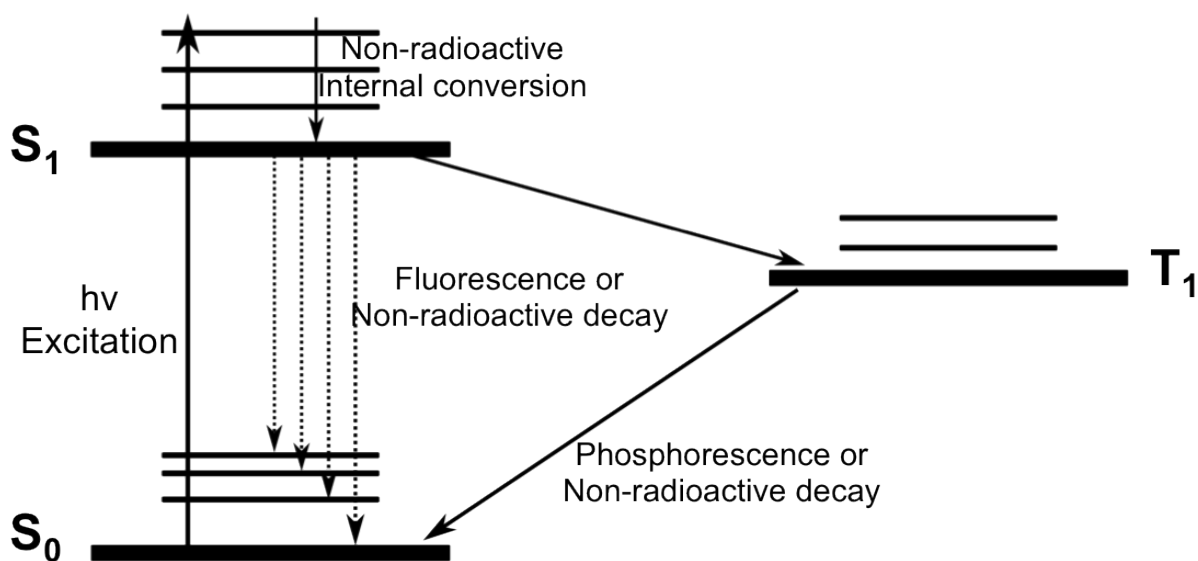 Non-radioactive
Internal conversion
S1
T1
Fluorescence or
Non-radioactive decay
hv
Excitation
Phosphorescence or
Non-radioactive decay
S0